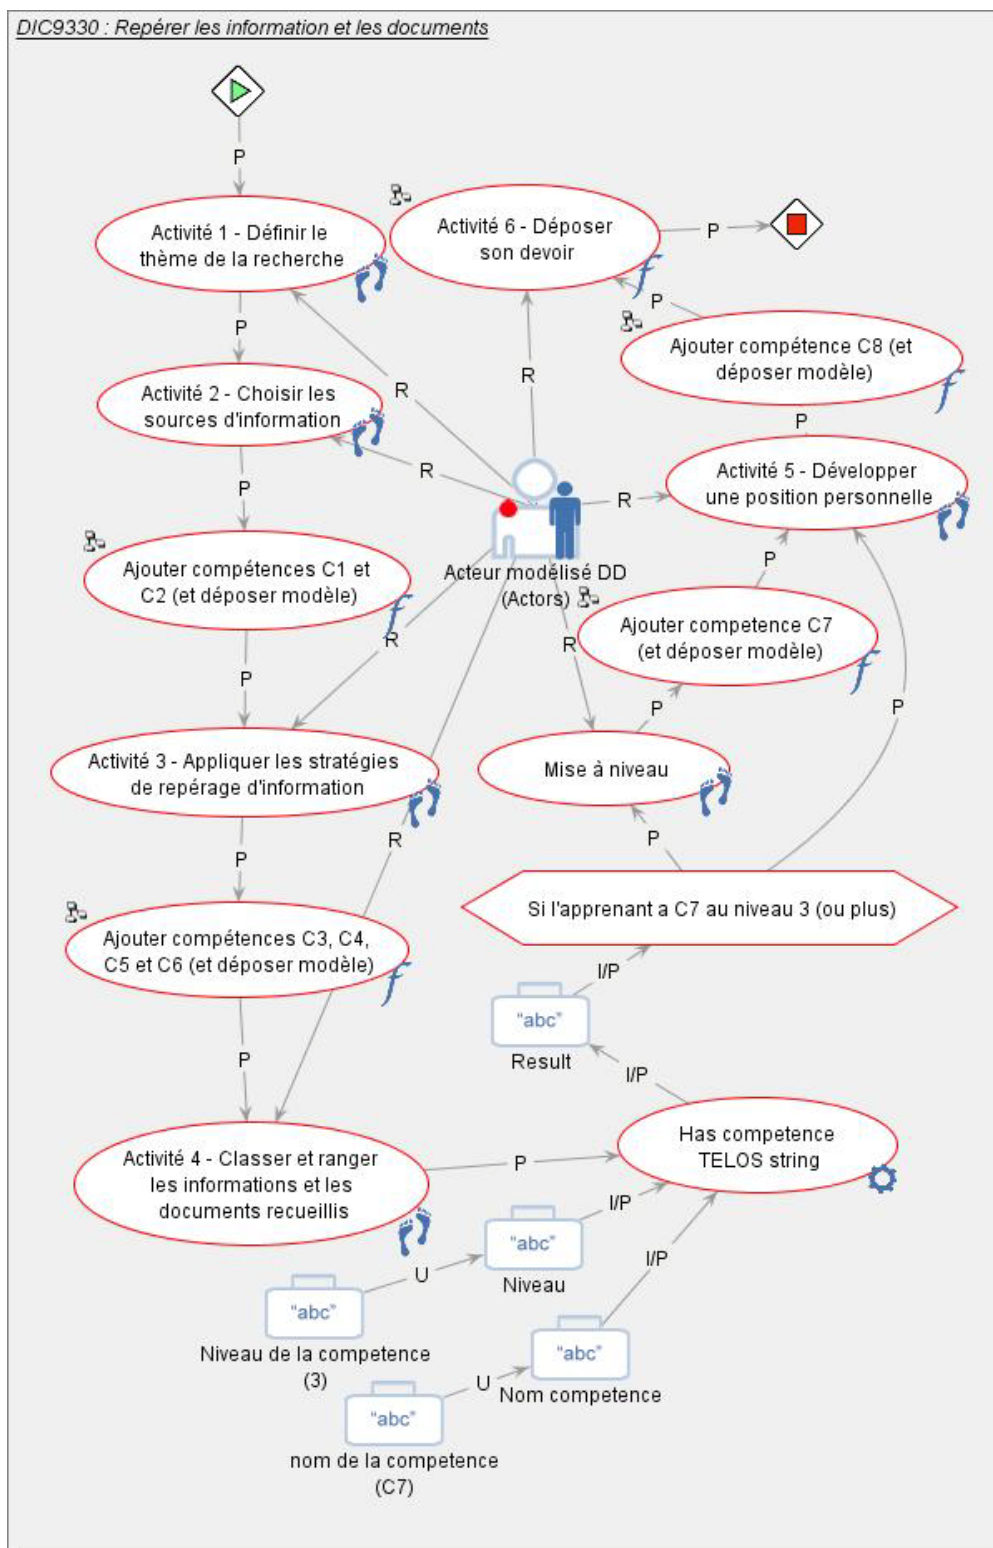 DIC9330 : Repérer les information et les documents
P
Activité 1 - Définir le
thème de la recherche
Activité 6 - Déposer
son devoir
P
P
P
Ajouter compétence C8 (et
déposer modèle)
R
R
Activité 2 - Choisir les
sources d'information
P
R
Activité 5 - Développer
une position personnelle
P
R
Ajouter compétences C1 et
C2 (et déposer modèle)
Acteur modélisé DD
(Actors)
P
Ajouter competence C7
(et déposer modèle)
R
R
P
P
P
Activité 3 - Appliquer les stratégies
de repérage d'information
Mise à niveau
R
P
P
Si l'apprenant a C7 au niveau 3 (ou plus)
Ajouter compétences C3, C4,
C5 et C6 (et déposer modèle)
I/P
"abc"
Result
P
I/P
Has competence
TELOS string
Activité 4 - Classer et ranger
les informations et les
documents recueillis
P
I/P
"abc"
Niveau
I/P
U
"abc"
Niveau de la competence
(3)
"abc"
Nom competence
U
"abc"
nom de la competence
(C7)